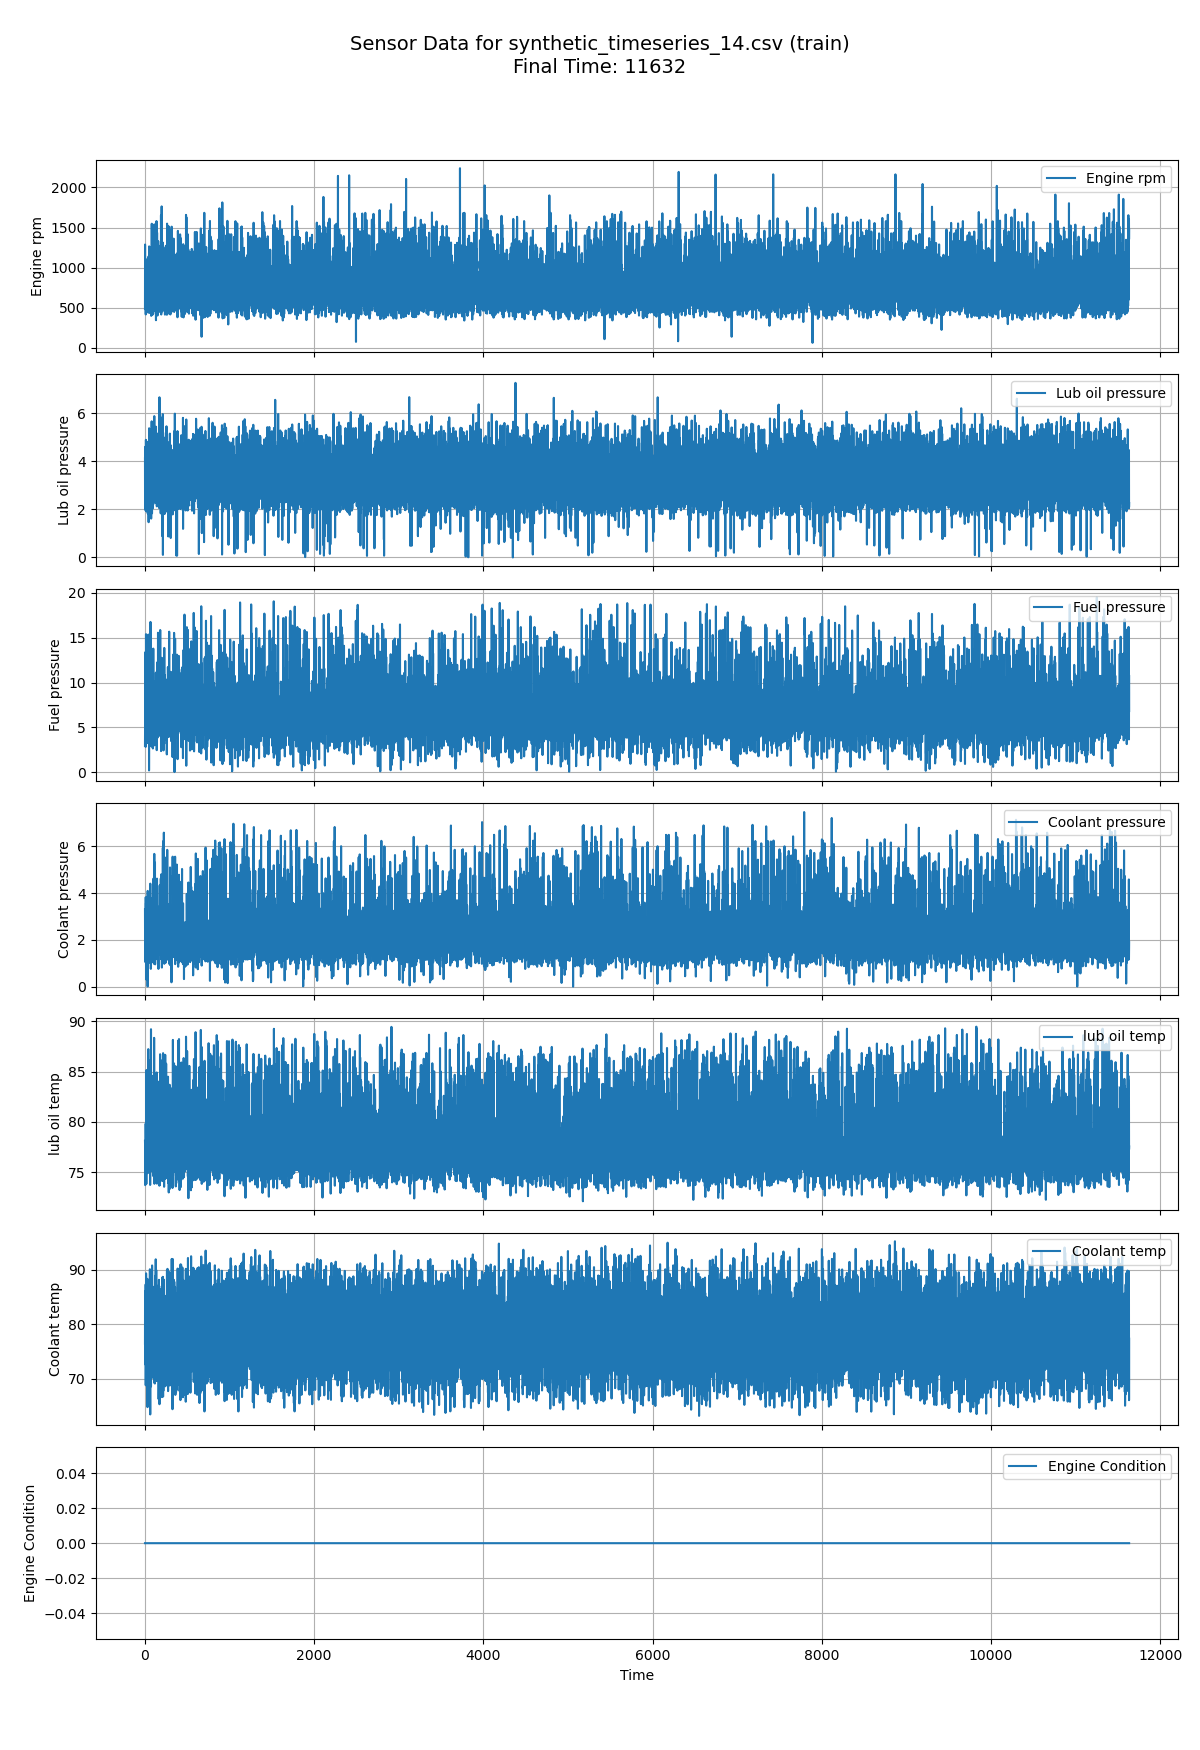 Sensor Data for synthetic_timeseries_14.csv (train)
Final Time: 11632
Engine rpm
2000
1500
1000
500
0
Engine rpm
Lub oil pressure
6
4
2
0
Lub oil pressure
Fuel pressure
20
15
10
5
0
Fuel pressure
Coolant pressure
6
4
2
0
Coolant pressure
lub oil temp
90
85
80
75
lub oil temp
Coolant temp
90
80
70
Coolant temp
Engine Condition
0.04
0.02
0.00
−0.02
−0.04
Engine Condition
0 2000 4000 6000 8000 10000 12000
Time